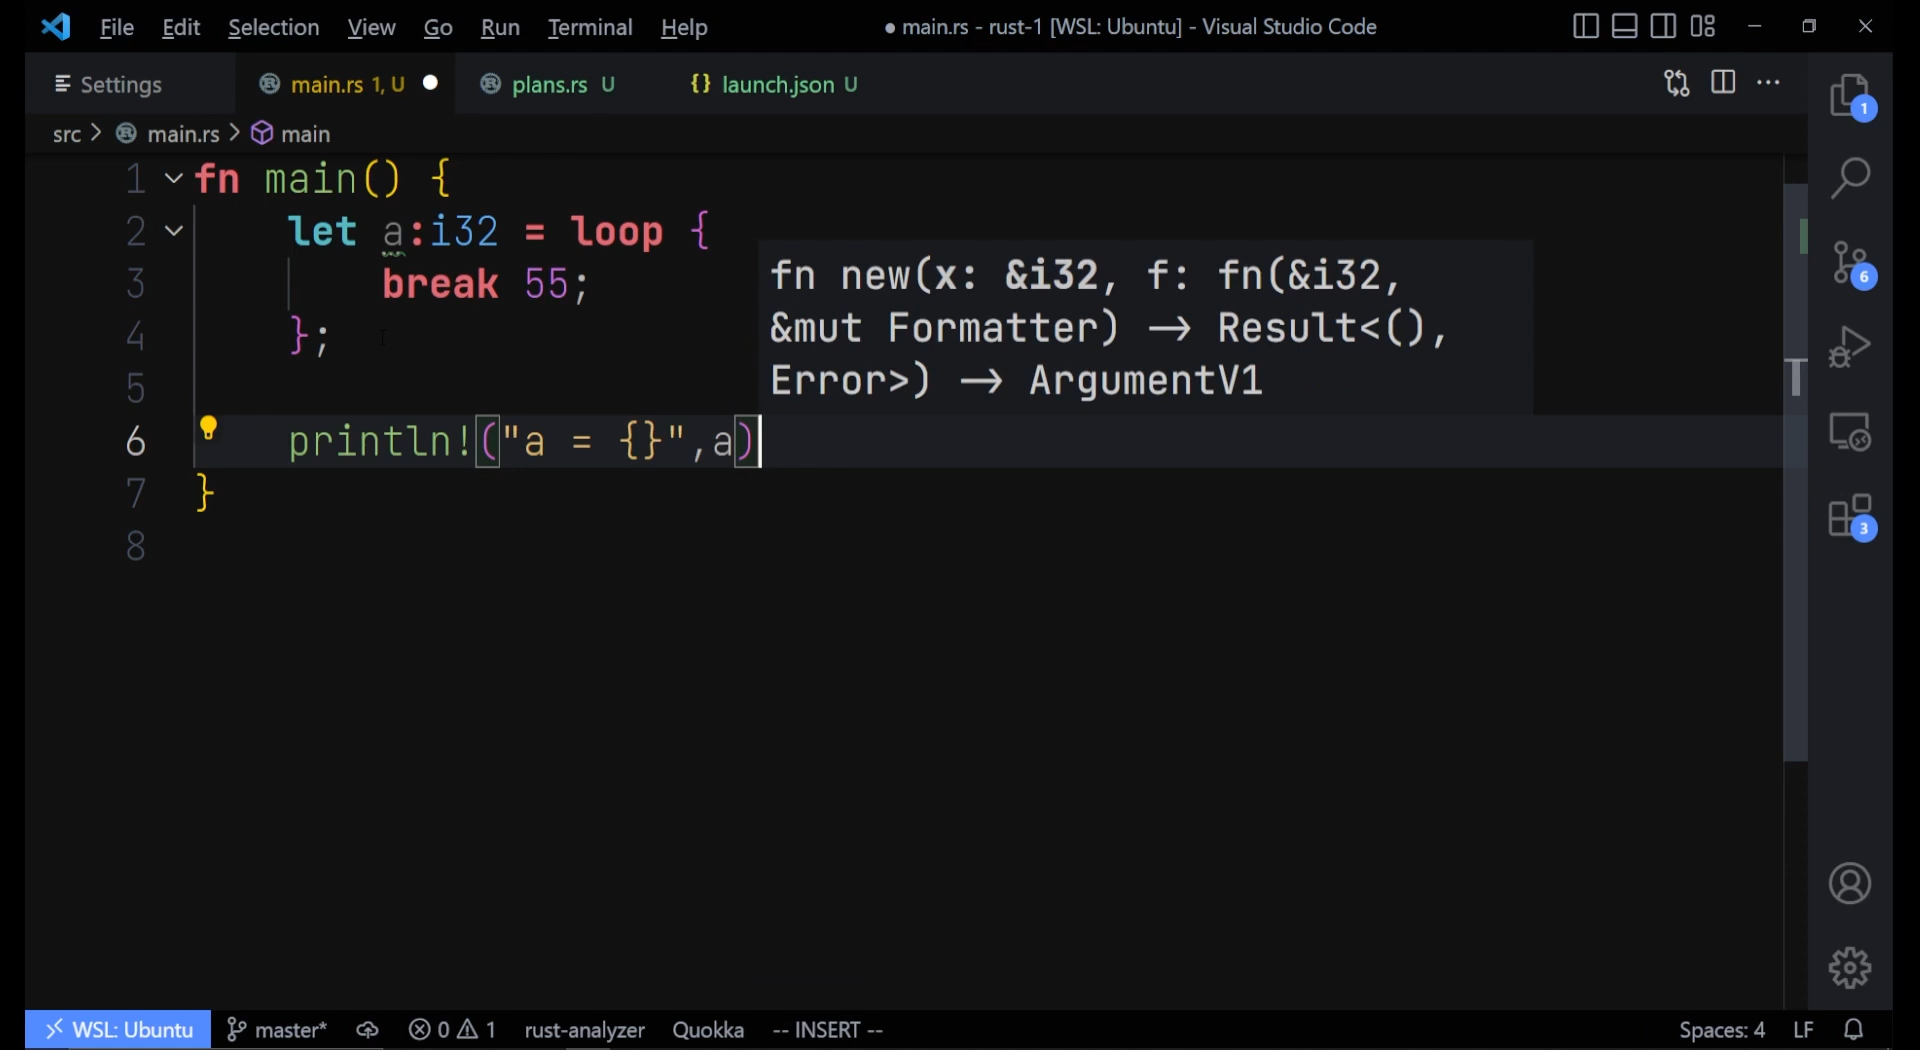 File Edit Selection View Go Run Terminal Help ● main.rs - rust-1 [WSL: Ubuntu] - Visual Studio Code
Settings main.rs 1, U plans.rs U {} launch.json U
src > main.rs > main
1 fn main() {
2 let a:i32 = loop {
3 break 55;
4 };
5
6 println!("a = {}",a)
7 }
8
fn new(x: &i32, f: fn(&i32,
&mut Formatter) → Result<(),
Error>) → ArgumentV1
1
6
3
WSL: Ubuntu master* 0 1 rust-analyzer Quokka -- INSERT -- Spaces: 4 LF